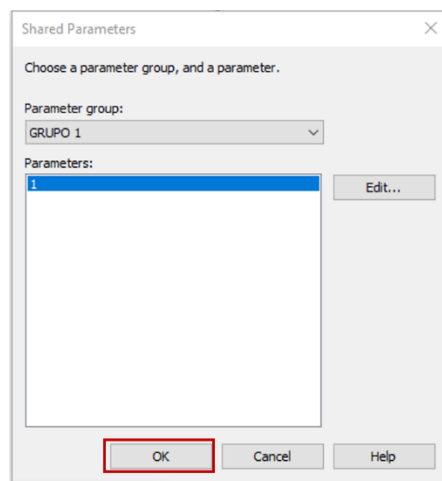 Shared Parameters
Choose a parameter group, and a parameter.
Parameter group:
GRUPO 1
Parameters:
1
Edit...
OK Cancel Help